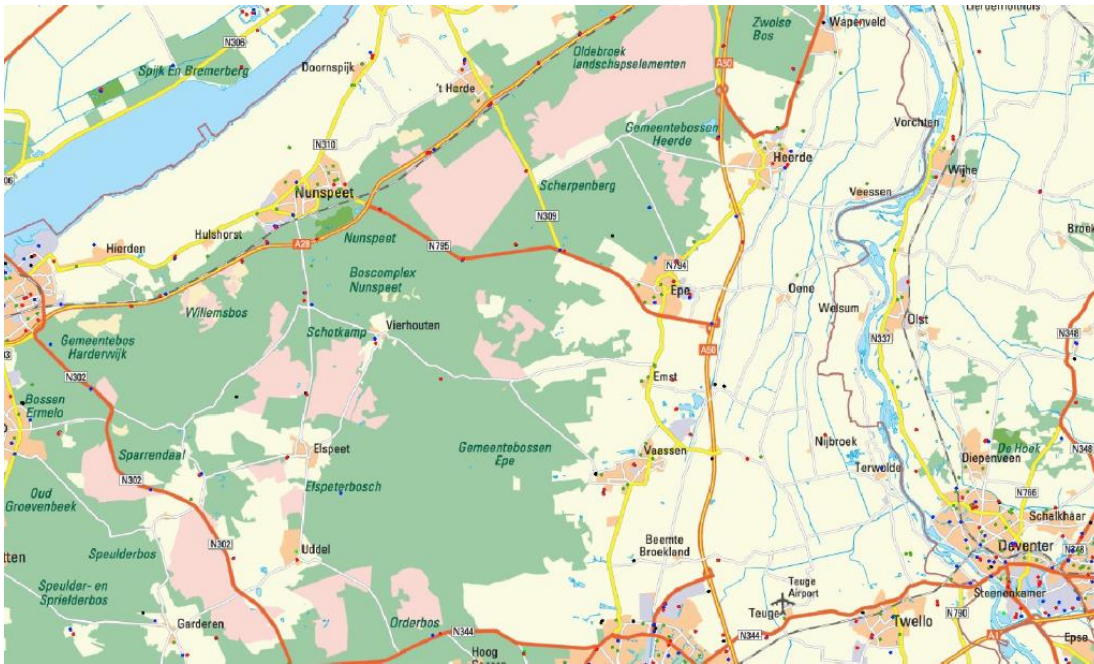 N306
Spijk En Bremerberg
Doornspijk
't Harde
Oldebroek
landschapselementen
Zwolse
Bos
Wapenveld
A50
Vorchten
N310
Gemeentebossen
Heerde
Heerde
Wijhe
Nunspeet
Scherpenberg
Veessen
Hierden
Hulshorst
A28
Nunspeet
N795
N309
N794
Boscomplex
Nunspeet
Epe
Oene
Welsum
Olst
Willemsbos
Schotkamp
Vierhouten
Gemeentebos
Harderwijk
N302
A50
N337
N348
Emst
Bossen
Ermelo
Sparrendaal
Elspeet
Gemeentebossen
Epe
Vaassen
Nijbroek
De Hoek
Diepenveen
N348
Terwolde
N302
Elspeterbosch
Oud
Groevenbeek
N766
Schalkhaar
N302
Speulderbos
Uddel
Beemte
Broekland
Deventer
N348
Speulder- en
Sprielderbos
Teuge
Airport
Steenenkamer
Garderen
Orderbos
N344
Hoog
Teuge
N344
Twello
N790
A1
Epse